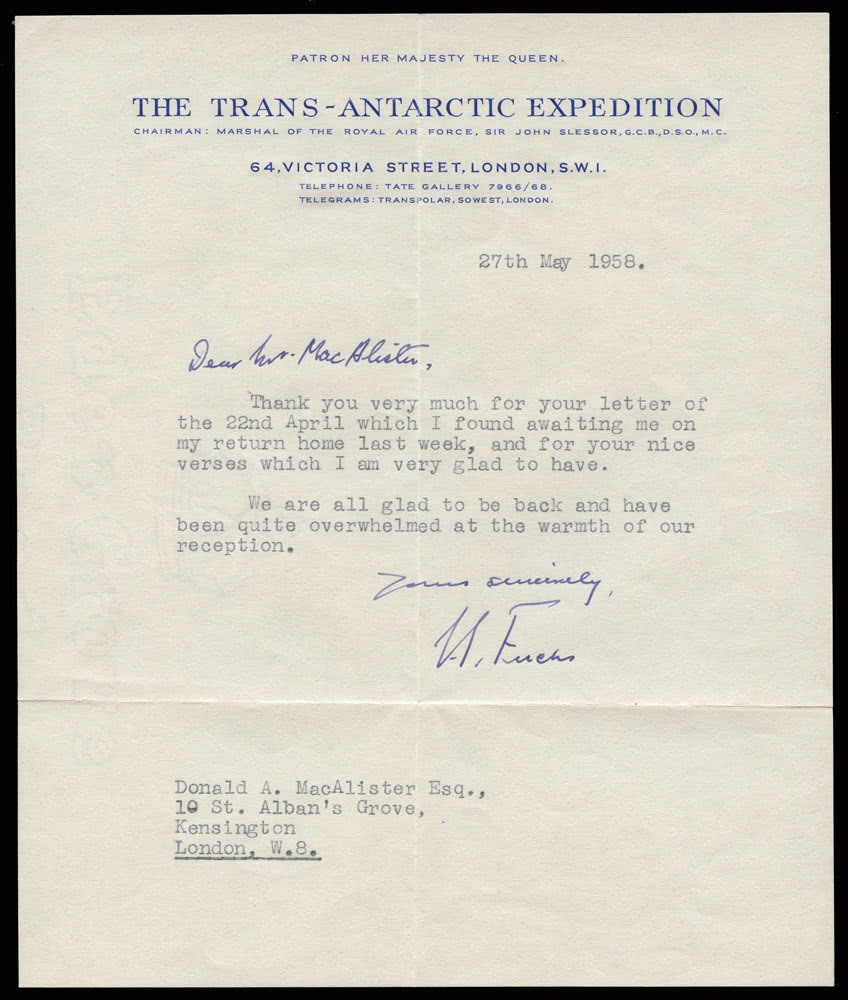 PATRON HER MAJESTY THE QUEEN.
THE TRANS-ANTARCTIC EXPEDITION
CHAIRMAN: MARSHAL OF THE ROYAL AIR FORCE, SIR JOHN SLESSOR, G.C.B., D.S.O., M.C.
64, VICTORIA STREET, LONDON, S.W.1.
TELEPHONE: TATE GALLERY 7966/68.
TELEGRAMS: TRANSPOLAR, SOWEST, LONDON.
27th May 1958.
Dear Mr. MacAlister,
Thank you very much for your letter of
the 22nd April which I found awaiting me on
my return home last week, and for your nice
verses which I am very glad to have.
We are all glad to be back and have
been quite overwhelmed at the warmth of our
reception.
Yours sincerely,
V. Fuchs
Donald A. MacAlister Esq.,
10 St. Alban's Grove,
Kensington
London, W.8.